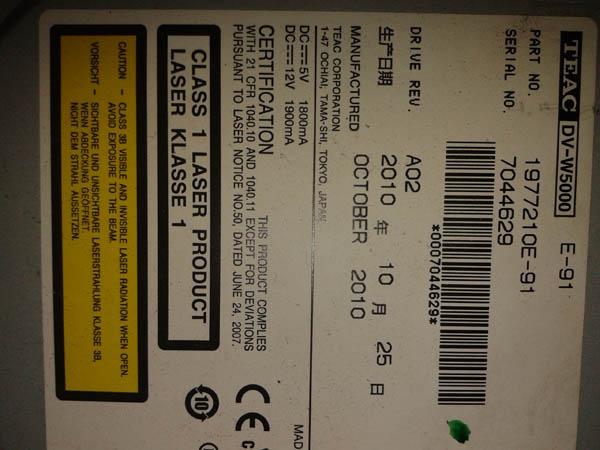 TEAC DV-W5000 E-91
PART NO. 1977210E-91
SERIAL NO. 7044629
*0007044629*
DRIVE REV. A02
生产日期 2010 年 10 月 25 日
MANUFACTURED OCTOBER 2010
TEAC CORPORATION
1-47 OCHIAI, TAMA-SHI, TOKYO, JAPAN
DC⎓5V 1800mA
DC⎓12V 1900mA
MAD
CERTIFICATION THIS PRODUCT COMPLIES
WITH 21 CFR 1040.10 AND 1040.11 EXCEPT FOR DEVIATIONS
PURSUANT TO LASER NOTICE NO.50, DATED JUNE 24, 2007.
CE
CLASS 1 LASER PRODUCT
LASER KLASSE 1
10
CAUTION - CLASS 3B VISIBLE AND INVISIBLE LASER RADIATION WHEN OPEN.
AVOID EXPOSURE TO THE BEAM.
VORSICHT - SICHTBARE UND UNSICHTBARE LASERSTRAHLUNG KLASSE 3B,
WENN ABDECKUNG GEÖFFNET.
NICHT DEM STRAHL AUSSETZEN.